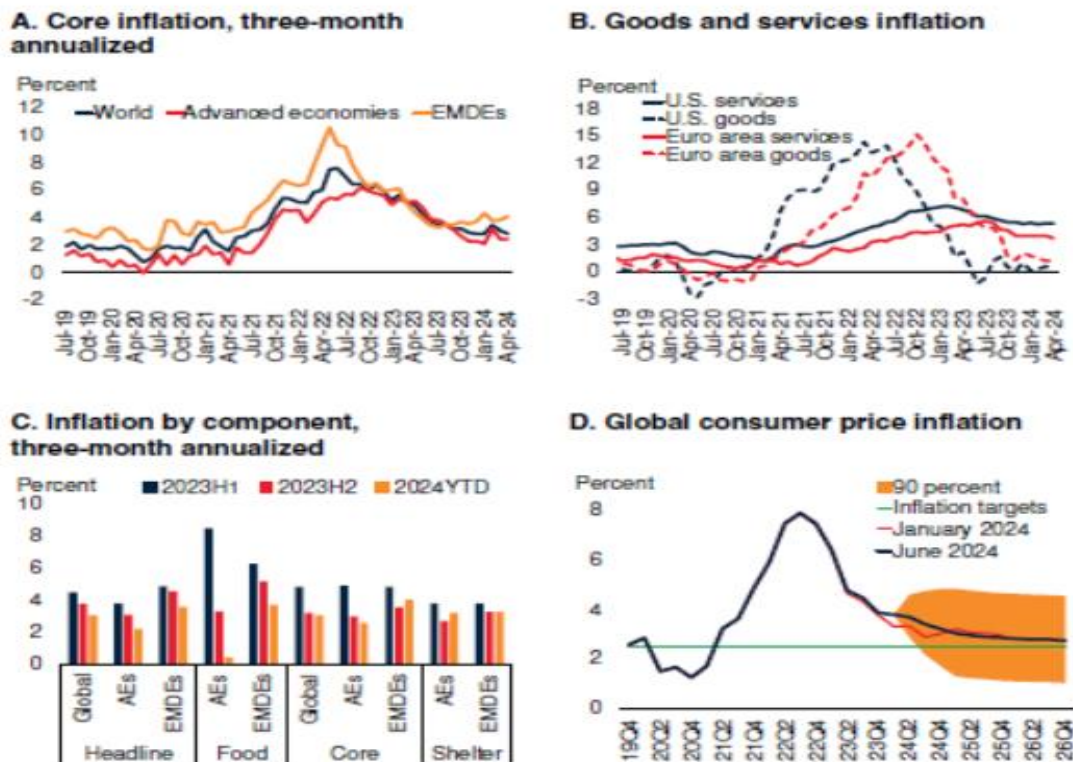 A. Core inflation, three-month
annualized
Percent
12
World Advanced economies EMDEs
10
8
6
4
2
0
-2
Jul-19
Oct-19
Jan-20
Apr-20
Jul-20
Oct-20
Jan-21
Apr-21
Jul-21
Oct-21
Jan-22
Apr-22
Jul-22
Oct-22
Jan-23
Apr-23
Jul-23
Oct-23
Jan-24
Apr-24
B. Goods and services inflation
Percent
18
U.S. services
U.S. goods
Euro area services
Euro area goods
15
12
9
6
3
0
-3
Jul-19
Oct-19
Jan-20
Apr-20
Jul-20
Oct-20
Jan-21
Apr-21
Jul-21
Oct-21
Jan-22
Apr-22
Jul-22
Oct-22
Jan-23
Apr-23
Jul-23
Oct-23
Jan-24
Apr-24
C. Inflation by component,
three-month annualized
Percent
2023H1 2023H2 2024YTD
10
8
6
4
2
0
Global
AEs
EMDEs
AEs
EMDEs
Global
AEs
EMDEs
AEs
EMDEs
Headline Food Core Shelter
D. Global consumer price inflation
Percent
90 percent
Inflation targets
January 2024
June 2024
8
6
4
2
0
19Q4
20Q2
20Q4
21Q2
21Q4
22Q2
22Q4
23Q2
23Q4
24Q2
24Q4
25Q2
25Q4
26Q2
26Q4